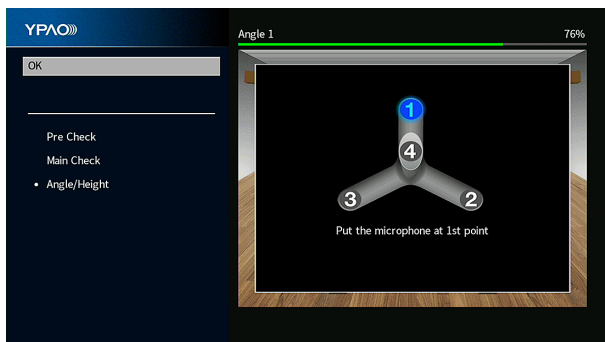 YPAO
OK
Pre Check
Main Check
• Angle/Height
Angle 1 76%
1
4
3 2
Put the microphone at 1st point